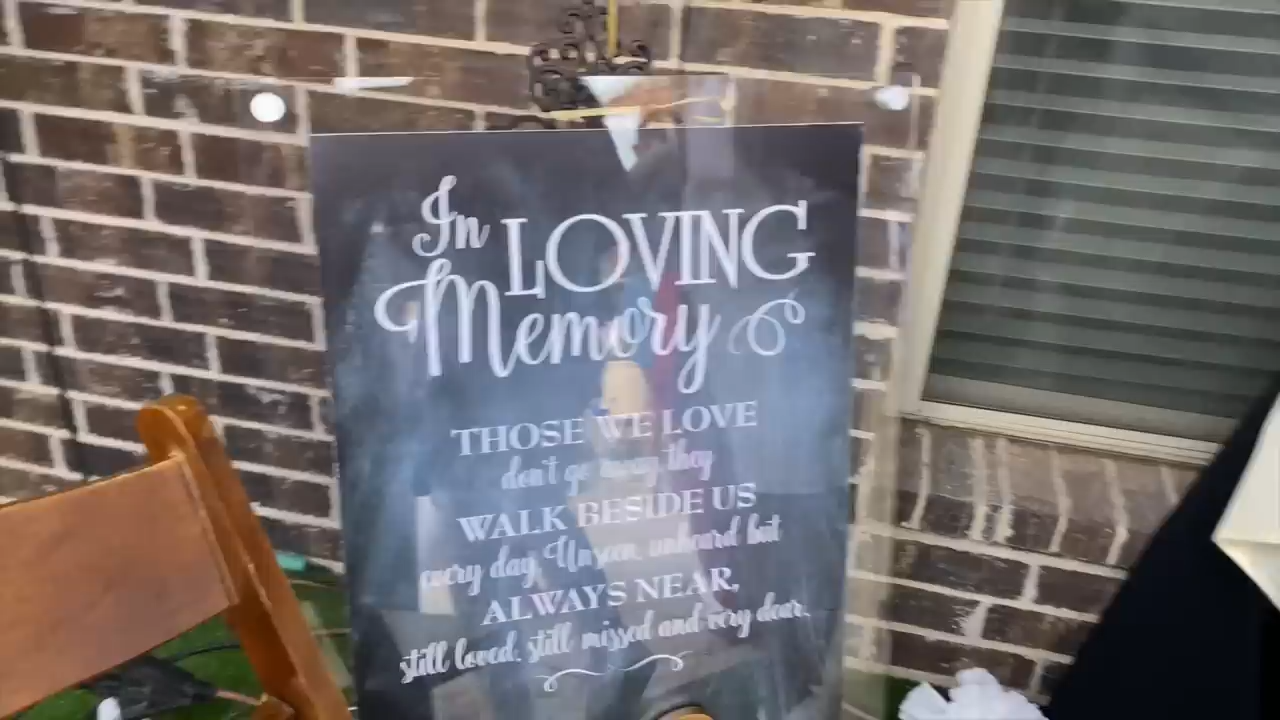 In LOVING
Memory
THOSE WE LOVE
don't go away they
WALK BESIDE US
every day. Unseen, unheard but
ALWAYS NEAR,
still loved, still missed and very dear.